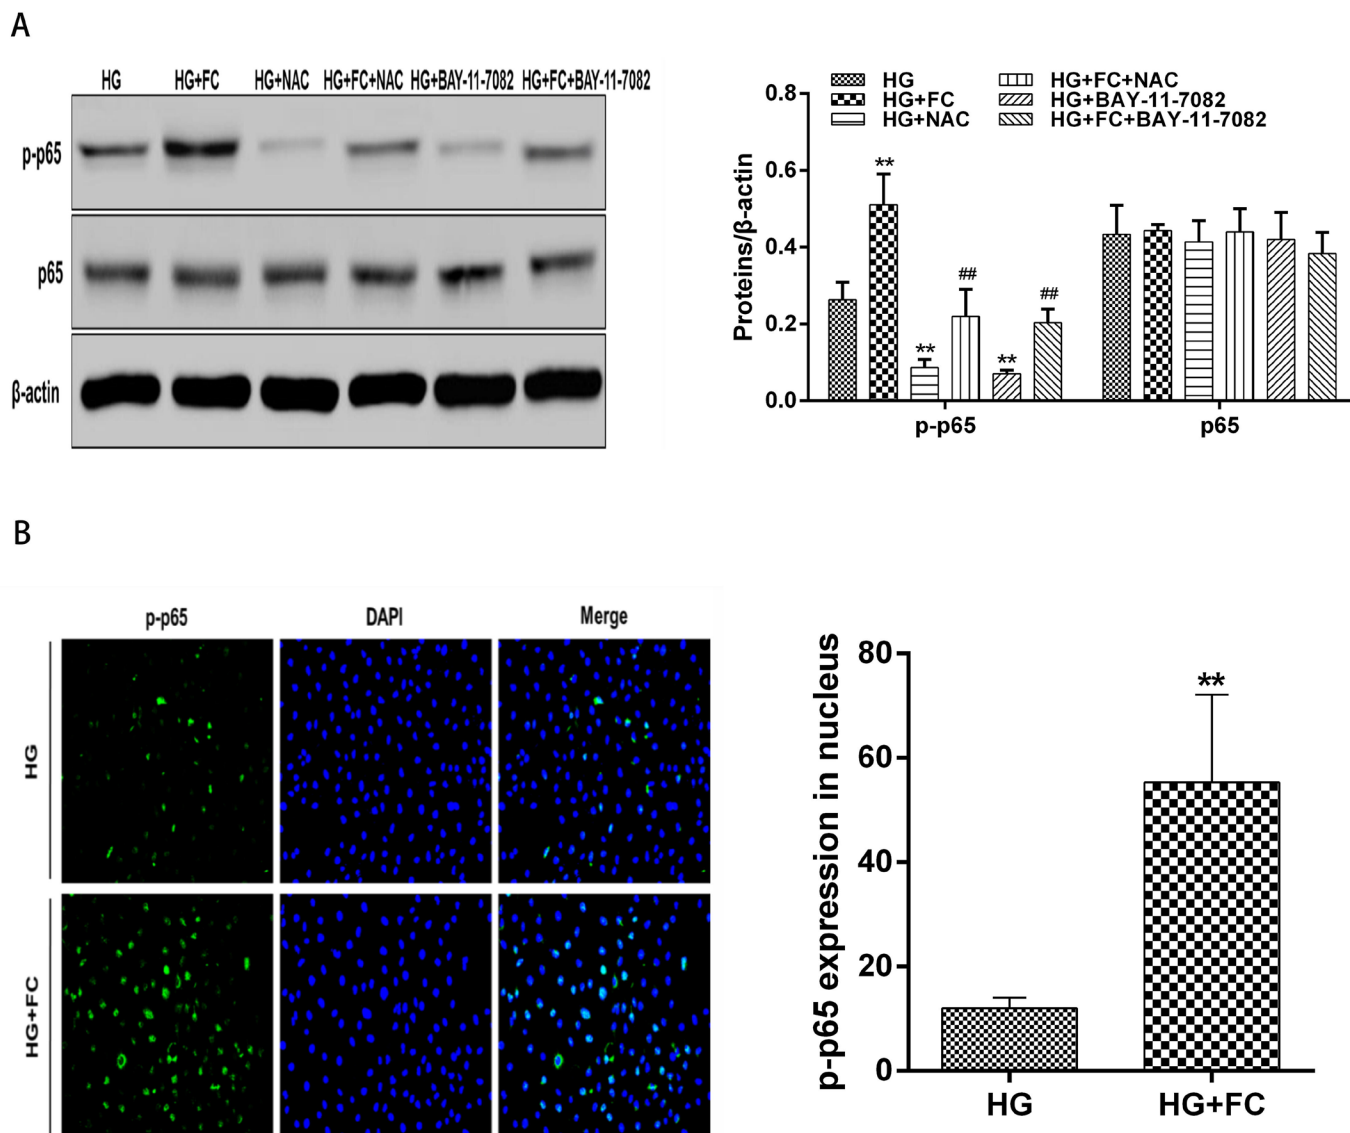 A
HG HG+FC HG+NAC HG+FC+NAC HG+BAY-11-7082 HG+FC+BAY-11-7082
p-p65
p65
β-actin
HG HG+FC+NAC
HG+FC HG+BAY-11-7082
HG+NAC HG+FC+BAY-11-7082
Proteins/β-actin
0.8
0.6
0.4
0.2
0.0
**
**
##
**
##
p-p65 p65
B
p-p65 DAPI Merge
HG
HG+FC
p-p65 expression in nucleus
80
60
40
20
0
**
HG HG+FC